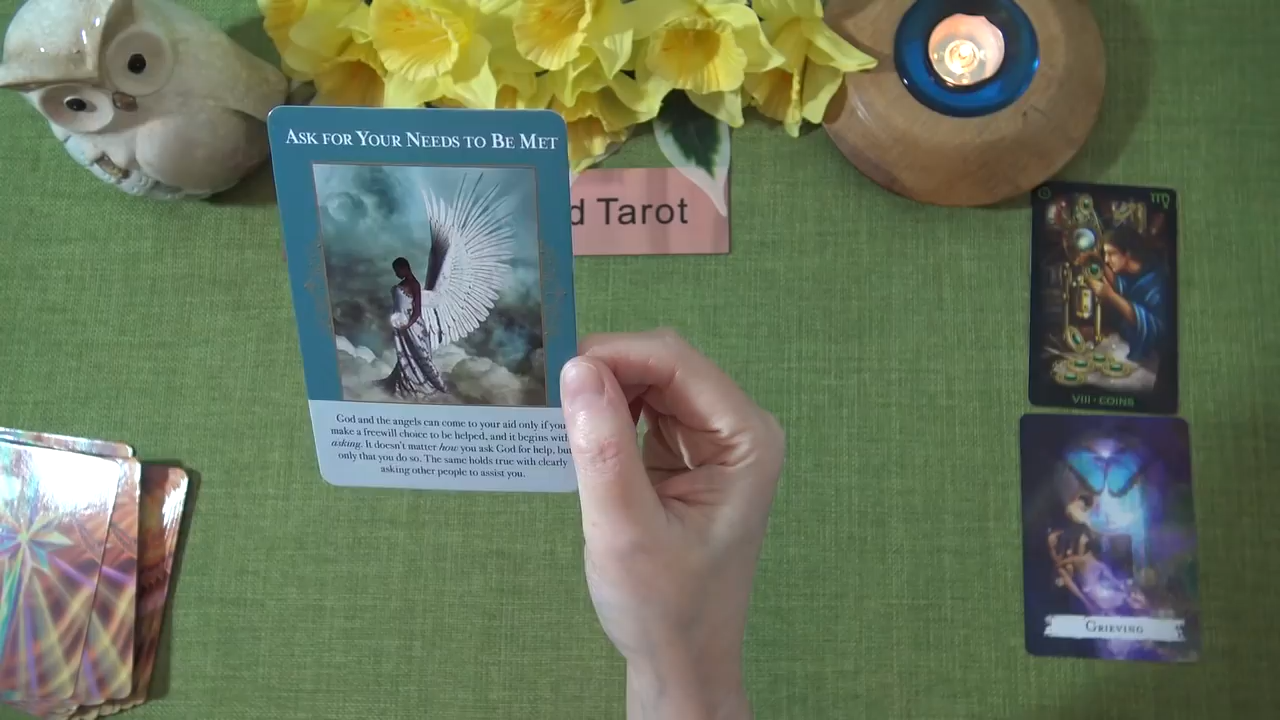 ASK FOR YOUR NEEDS TO BE MET
God and the angels can come to your aid only if you
make a freewill choice to be helped, and it begins with
asking. It doesn't matter how you ask God for help, but
only that you do so. The same holds true with clearly
asking other people to assist you.
d Tarot
VIII · COINS
GRIEVING